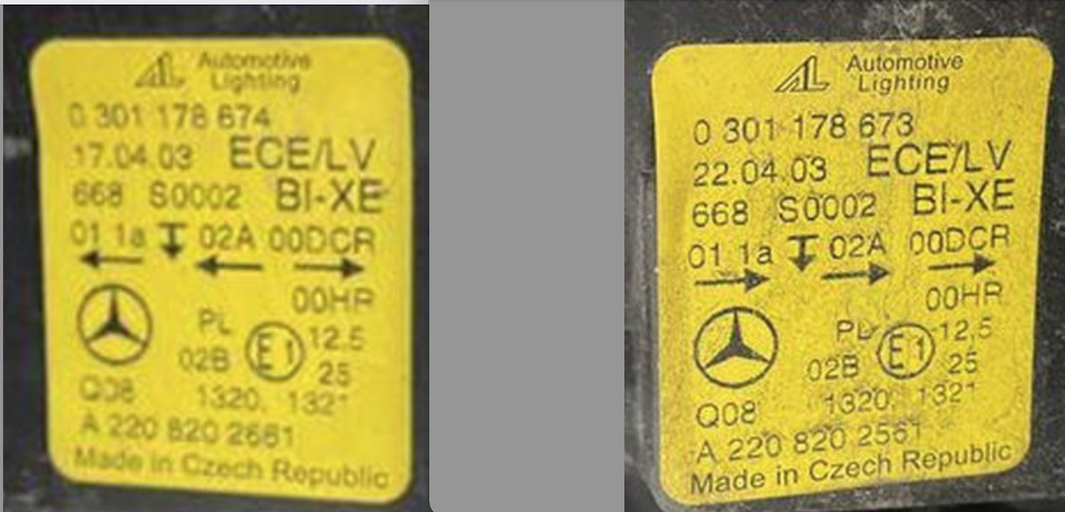 Automotive
Lighting
0 301 178 674
17.04.03 ECE/LV
668 S0002 BI-XE
01 1a 02A 00DCR
00HR
PL 12.5
02B E1 25
Q08 1320. 132"
A 220 820 2661
Made in Czech Republic
AL Automotive
Lighting
0 301 178 673
22.04.03 ECE/LV
668 S0002 BI-XE
01 1a 02A 00DCR
00HR
PL 12,5
02B E1 25
Q08 1320. 132"
A 220 820 2561
Made in Czech Republic